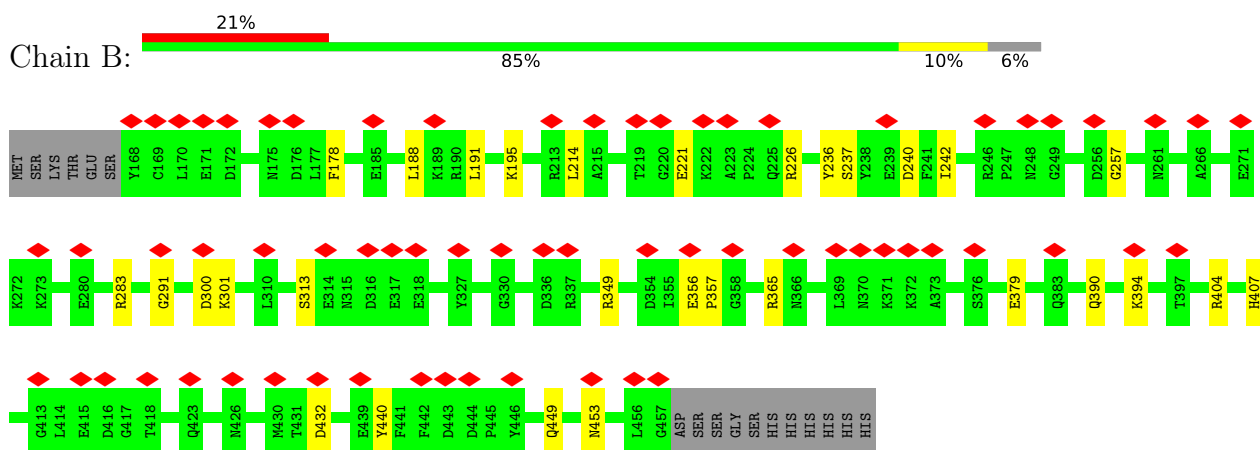 21%
Chain B:
85% 10% 6%
MET SER LYS THR GLU SER Y168 C169 L170 E171 D172 N175 D176 L177 F178 E185 L188 K189 R190 L191 K195 R213 L214 A215 T219 G220 E221 K222 A223 P224 Q225 R226 Y236 S237 Y238 E239 D240 F241 I242 R246 P247 N248 G249 D256 G257 N261 A266 E271
K272 K273 E280 R283 G291 D300 K301 L310 S313 E314 N315 D316 E317 E318 Y327 G330 D336 R337 R349 D354 I355 E356 P357 G358 R365 N366 L369 N370 K371 K372 A373 S376 E379 Q383 Q390 K394 T397 R404 H407
G413 L414 E415 D416 G417 T418 Q423 N426 M430 T431 D432 E439 Y440 F441 F442 D443 D444 P445 Y446 Q449 N453 L456 G457 ASP SER SER GLY SER HIS HIS HIS HIS HIS HIS